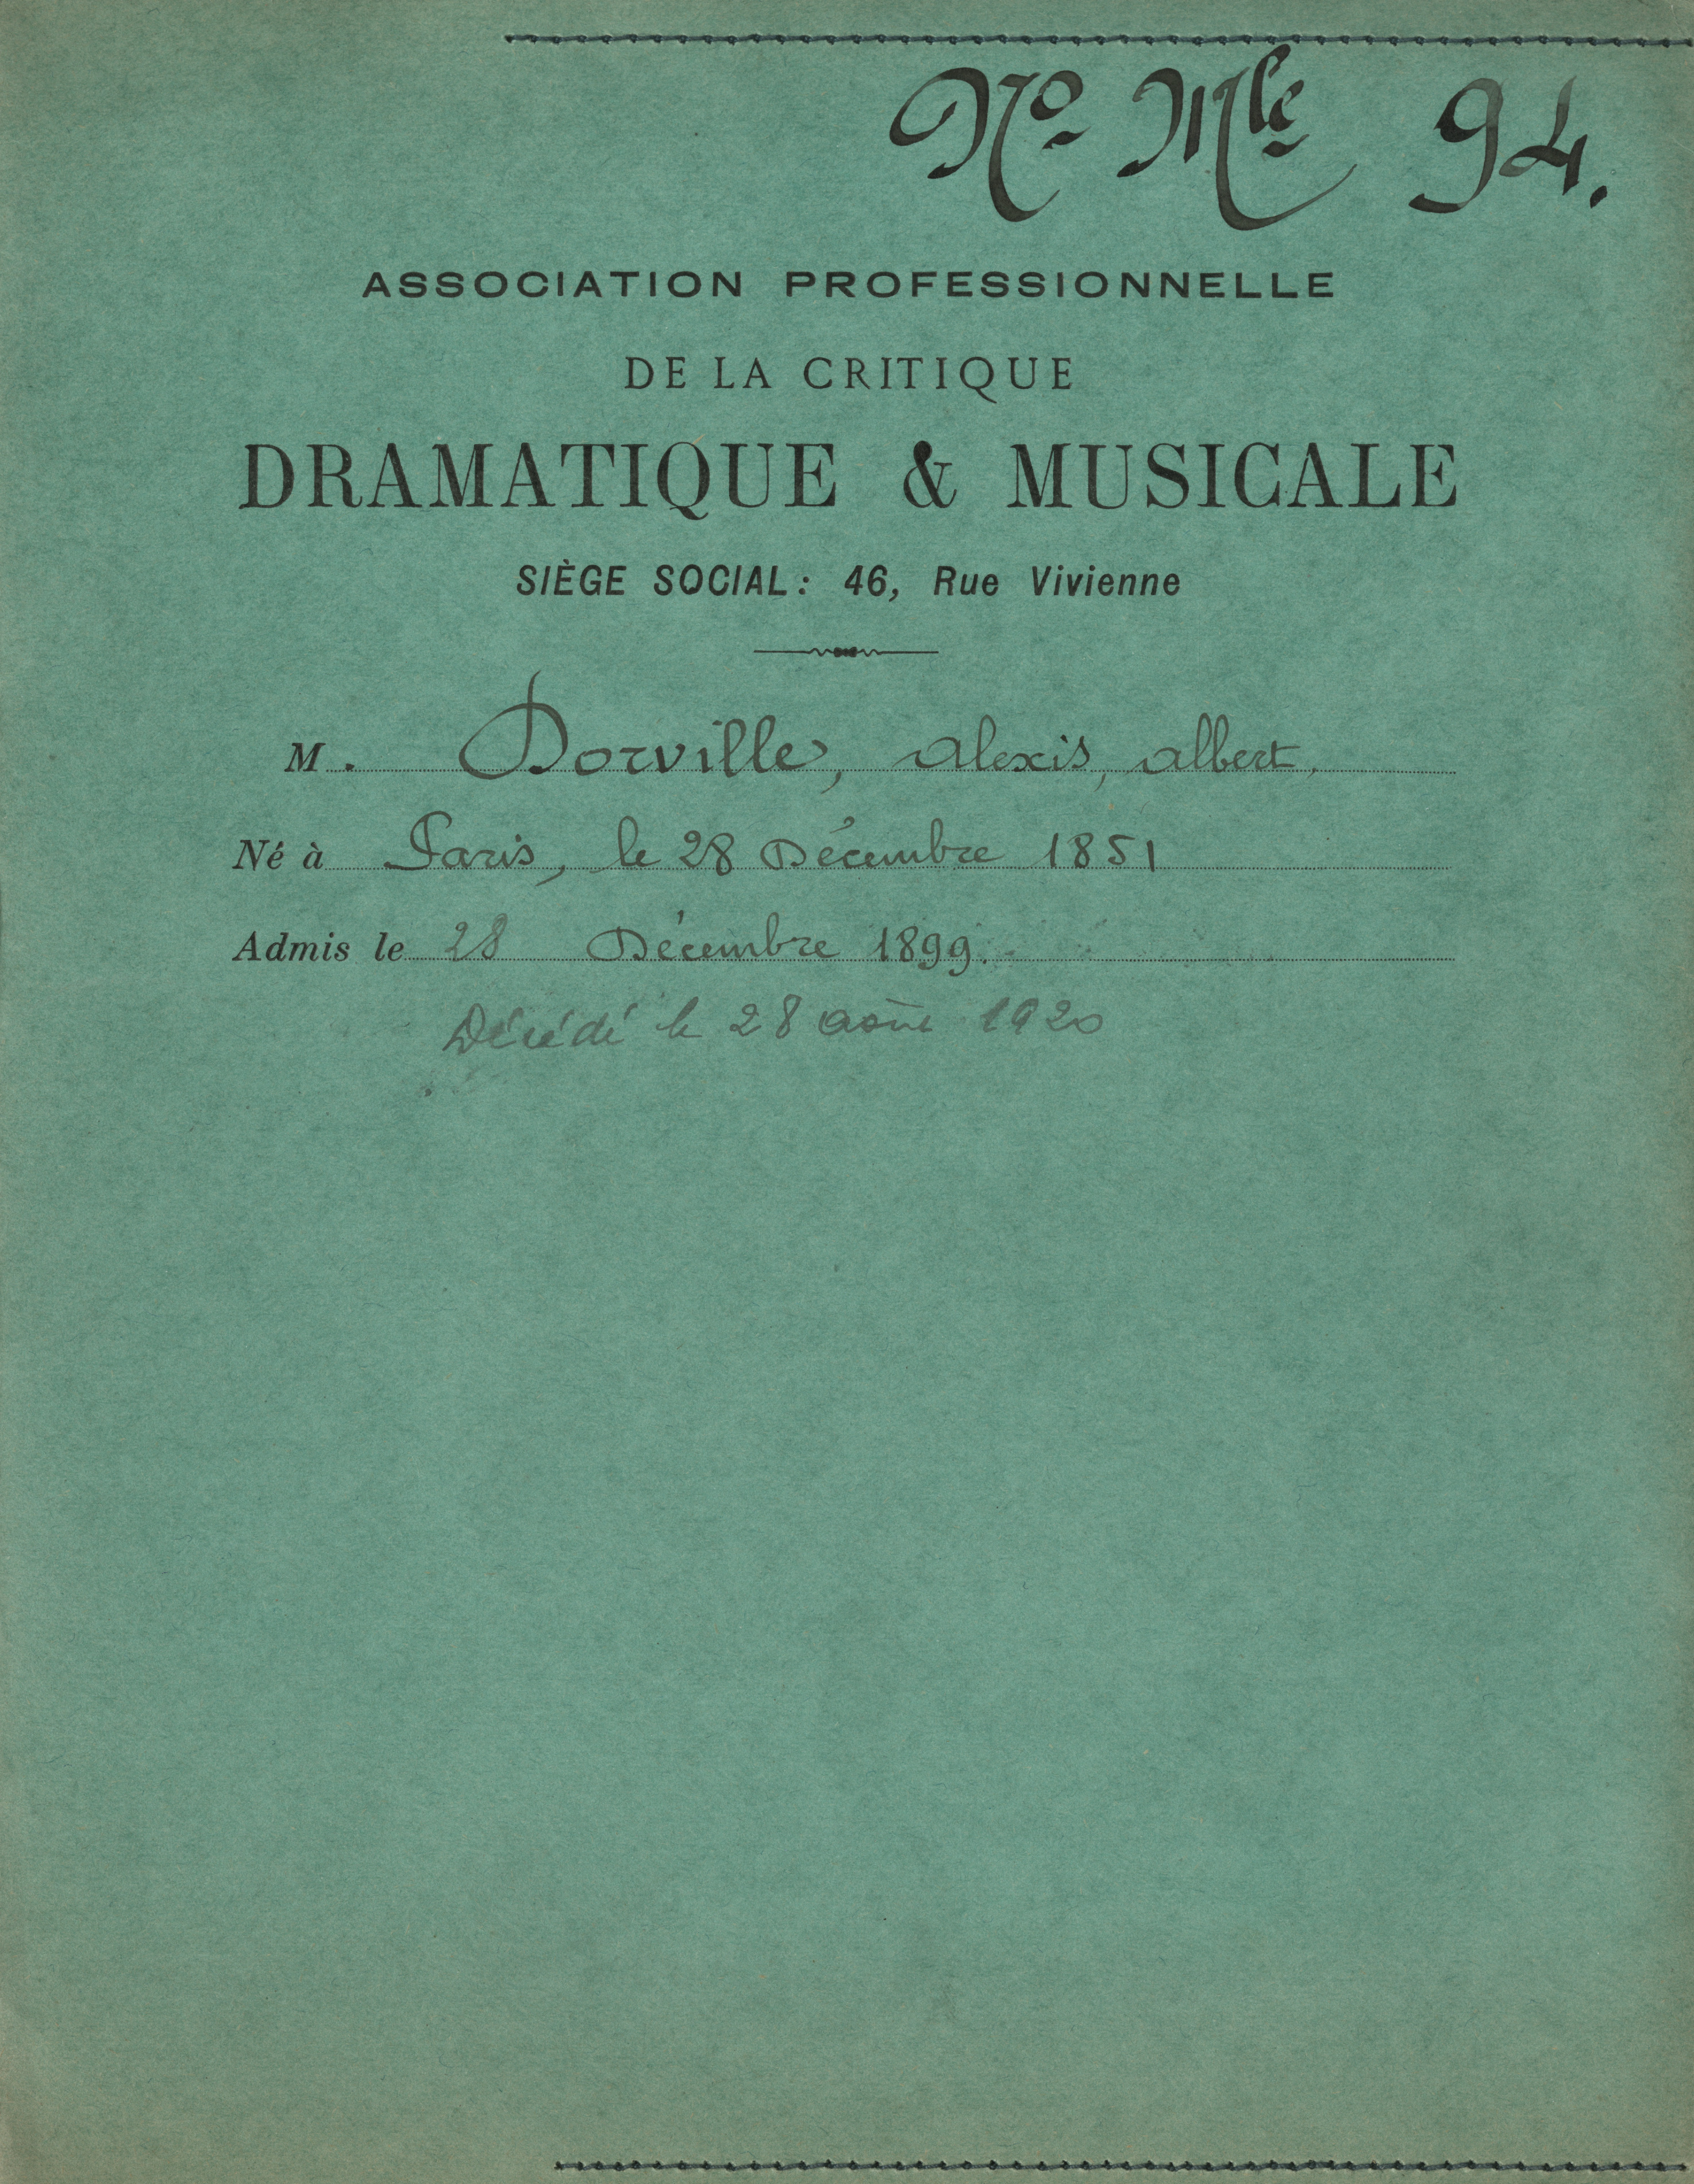 No Mle 94.
ASSOCIATION PROFESSIONNELLE
DE LA CRITIQUE
DRAMATIQUE & MUSICALE
SIÈGE SOCIAL: 46, Rue Vivienne
M. Dorville, Alexis, Albert.
Né à Paris, le 28 Décembre 1851
Admis le 28 Décembre 1899.
Décédé le 28 août 1920